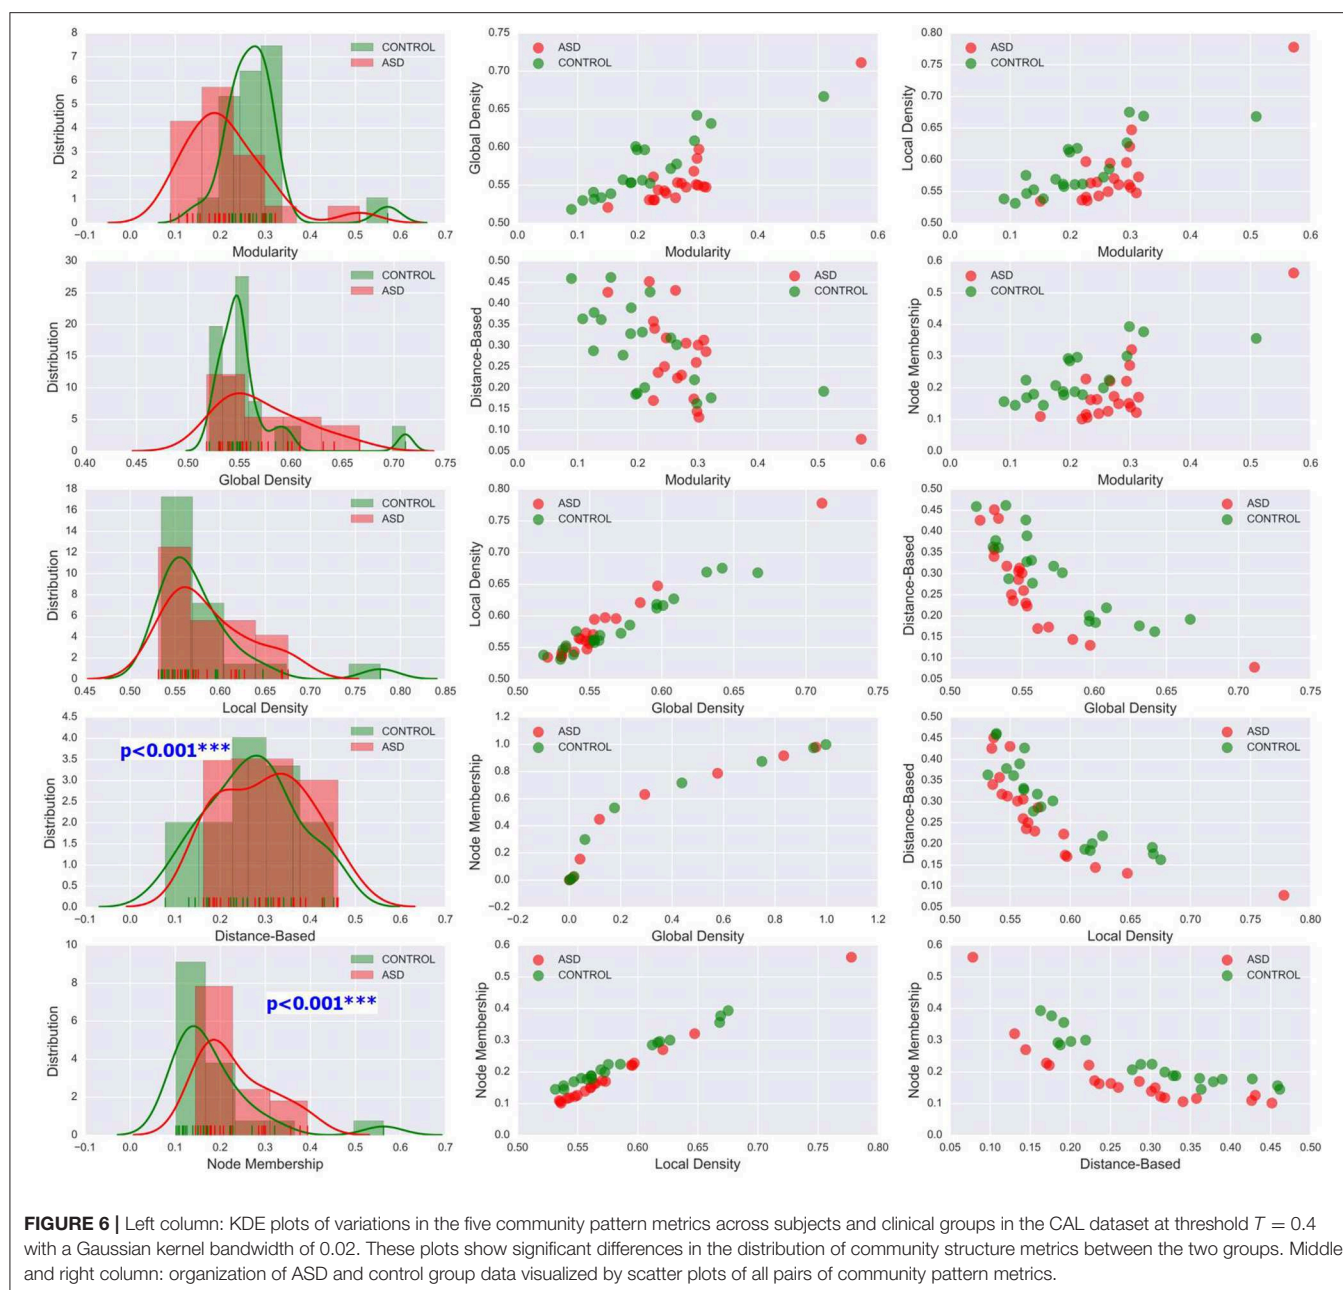 8
7
6
5
4
3
2
1
0
Distribution
CONTROL
ASD
−0.1 0.0 0.1 0.2 0.3 0.4 0.5 0.6 0.7
Modularity
0.75
0.70
0.65
0.60
0.55
0.50
Global Density
ASD
CONTROL
0.0 0.1 0.2 0.3 0.4 0.5 0.6
Modularity
0.80
0.75
0.70
0.65
0.60
0.55
0.50
Local Density
ASD
CONTROL
0.0 0.1 0.2 0.3 0.4 0.5 0.6
Modularity
30
25
20
15
10
5
0
Distribution
CONTROL
ASD
0.40 0.45 0.50 0.55 0.60 0.65 0.70 0.75
Global Density
0.50
0.45
0.40
0.35
0.30
0.25
0.20
0.15
0.10
0.05
Distance-Based
ASD
CONTROL
0.0 0.1 0.2 0.3 0.4 0.5 0.6
Modularity
0.6
0.5
0.4
0.3
0.2
0.1
0.0
Node Membership
ASD
CONTROL
0.0 0.1 0.2 0.3 0.4 0.5 0.6
Modularity
18
16
14
12
10
8
6
4
2
0
Distribution
CONTROL
ASD
0.45 0.50 0.55 0.60 0.65 0.70 0.75 0.80 0.85
Local Density
0.80
0.75
0.70
0.65
0.60
0.55
0.50
Local Density
ASD
CONTROL
0.50 0.55 0.60 0.65 0.70 0.75
Global Density
0.50
0.45
0.40
0.35
0.30
0.25
0.20
0.15
0.10
0.05
Distance-Based
ASD
CONTROL
0.50 0.55 0.60 0.65 0.70 0.75
Global Density
4.5
4.0
3.5
3.0
2.5
2.0
1.5
1.0
0.5
0.0
Distribution
p<0.001***
CONTROL
ASD
−0.1 0.0 0.1 0.2 0.3 0.4 0.5 0.6 0.7
Distance-Based
1.2
1.0
0.8
0.6
0.4
0.2
0.0
−0.2
Node Membership
ASD
CONTROL
−0.2 0.0 0.2 0.4 0.6 0.8 1.0 1.2
Global Density
0.50
0.45
0.40
0.35
0.30
0.25
0.20
0.15
0.10
0.05
Distance-Based
ASD
CONTROL
0.50 0.55 0.60 0.65 0.70 0.75 0.80
Local Density
10
8
6
4
2
0
Distribution
CONTROL
ASD
p<0.001***
−0.1 0.0 0.1 0.2 0.3 0.4 0.5 0.6 0.7
Node Membership
0.6
0.5
0.4
0.3
0.2
0.1
0.0
Node Membership
ASD
CONTROL
0.50 0.55 0.60 0.65 0.70 0.75 0.80
Local Density
0.6
0.5
0.4
0.3
0.2
0.1
0.0
Node Membership
ASD
CONTROL
0.05 0.10 0.15 0.20 0.25 0.30 0.35 0.40 0.45 0.50
Distance-Based
FIGURE 6 | Left column: KDE plots of variations in the five community pattern metrics across subjects and clinical groups in the CAL dataset at threshold T = 0.4
with a Gaussian kernel bandwidth of 0.02. These plots show significant differences in the distribution of community structure metrics between the two groups. Middle
and right column: organization of ASD and control group data visualized by scatter plots of all pairs of community pattern metrics.